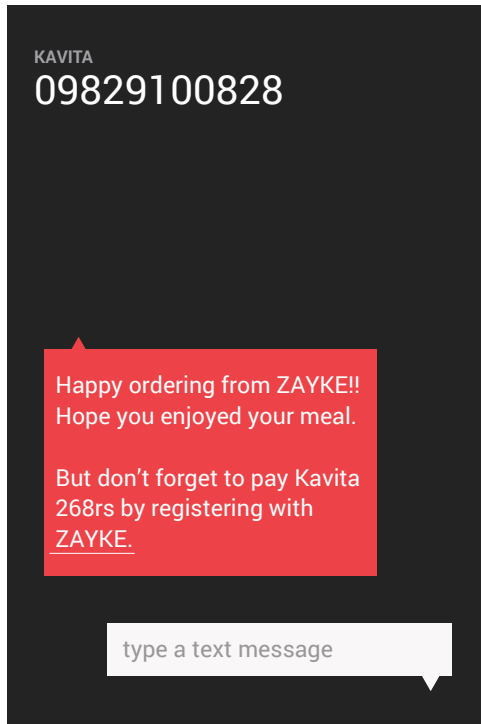 KAVITA
09829100828
Happy ordering from ZAYKE!!
Hope you enjoyed your meal.
But don’t forget to pay Kavita
268rs by registering with
ZAYKE.
type a text message